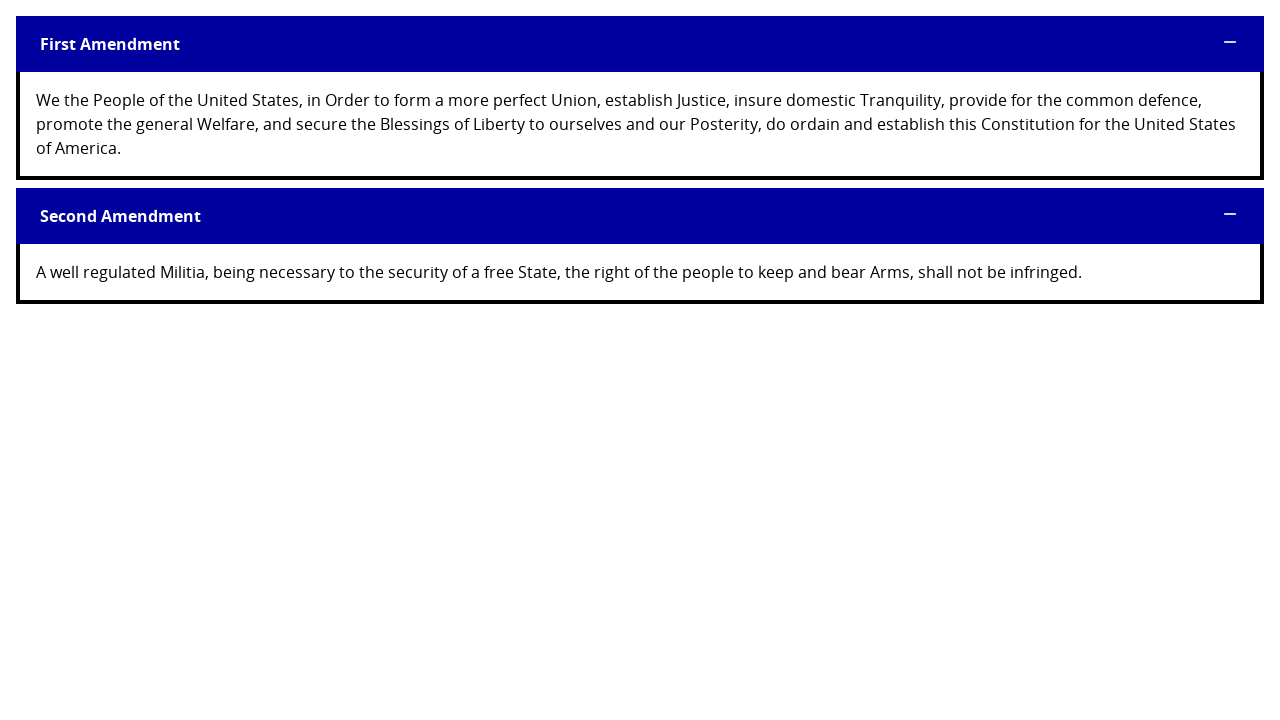 First Amendment
We the People of the United States, in Order to form a more perfect Union, establish Justice, insure domestic Tranquility, provide for the common defence,
promote the general Welfare, and secure the Blessings of Liberty to ourselves and our Posterity, do ordain and establish this Constitution for the United States
of America.
Second Amendment
A well regulated Militia, being necessary to the security of a free State, the right of the people to keep and bear Arms, shall not be infringed.